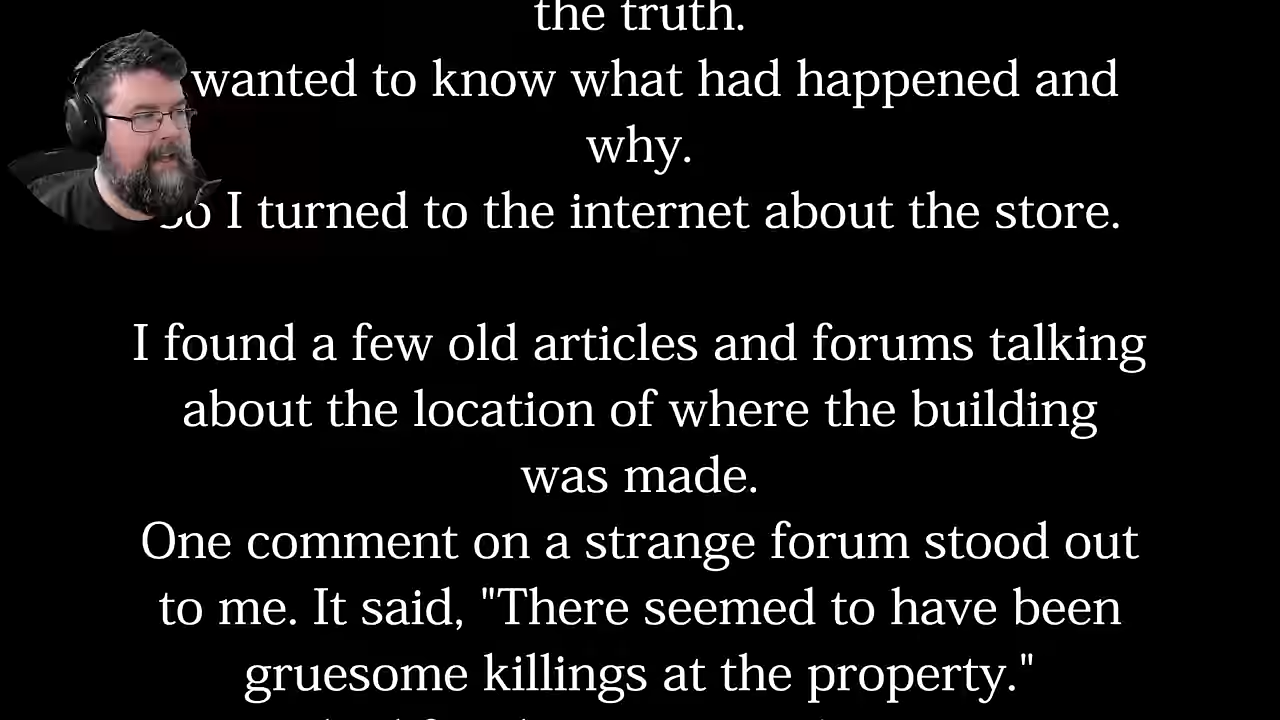 the truth.
wanted to know what had happened and
why.
So I turned to the internet about the store.
I found a few old articles and forums talking
about the location of where the building
was made.
One comment on a strange forum stood out
to me. It said, "There seemed to have been
gruesome killings at the property."